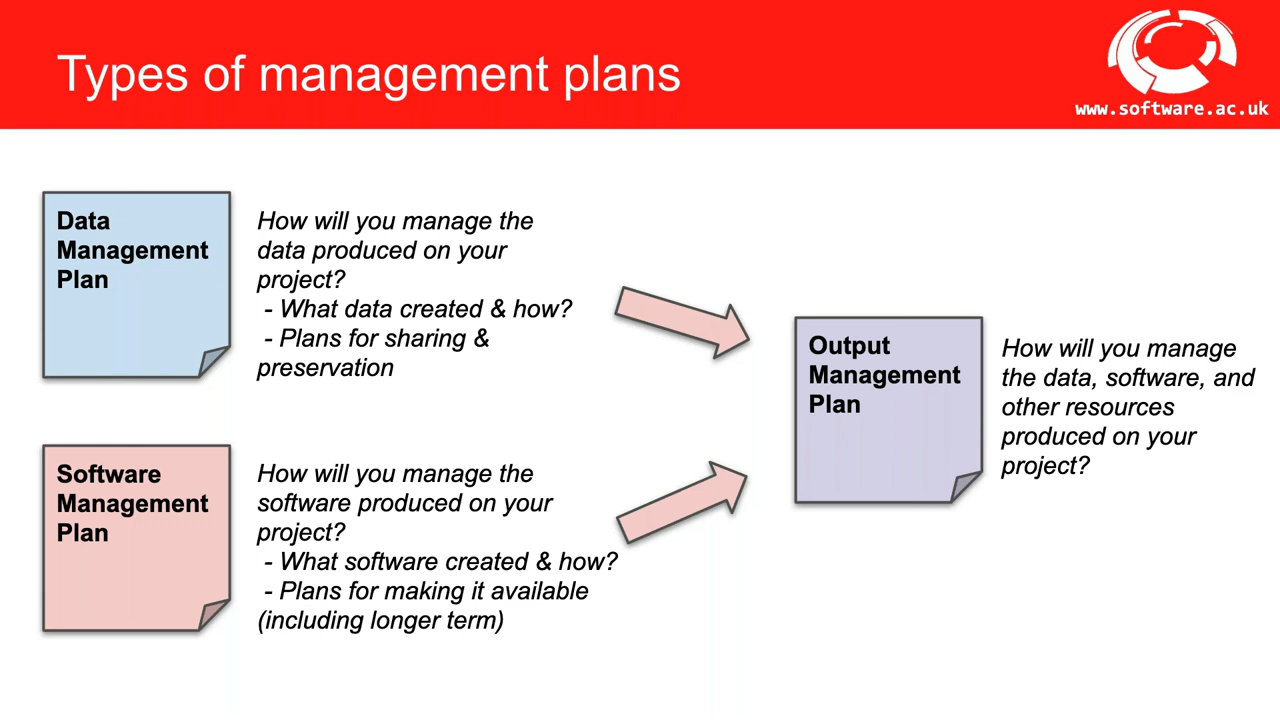 Types of management plans
www.software.ac.uk
Data
Management
Plan
How will you manage the
data produced on your
project?
- What data created & how?
- Plans for sharing &
preservation
Software
Management
Plan
How will you manage the
software produced on your
project?
- What software created & how?
- Plans for making it available
(including longer term)
Output
Management
Plan
How will you manage
the data, software, and
other resources
produced on your
project?